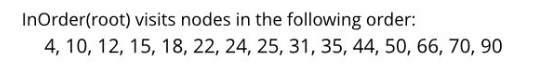 InOrder(root) visits nodes in the following order:
4, 10, 12, 15, 18, 22, 24, 25, 31, 35, 44, 50, 66, 70, 90